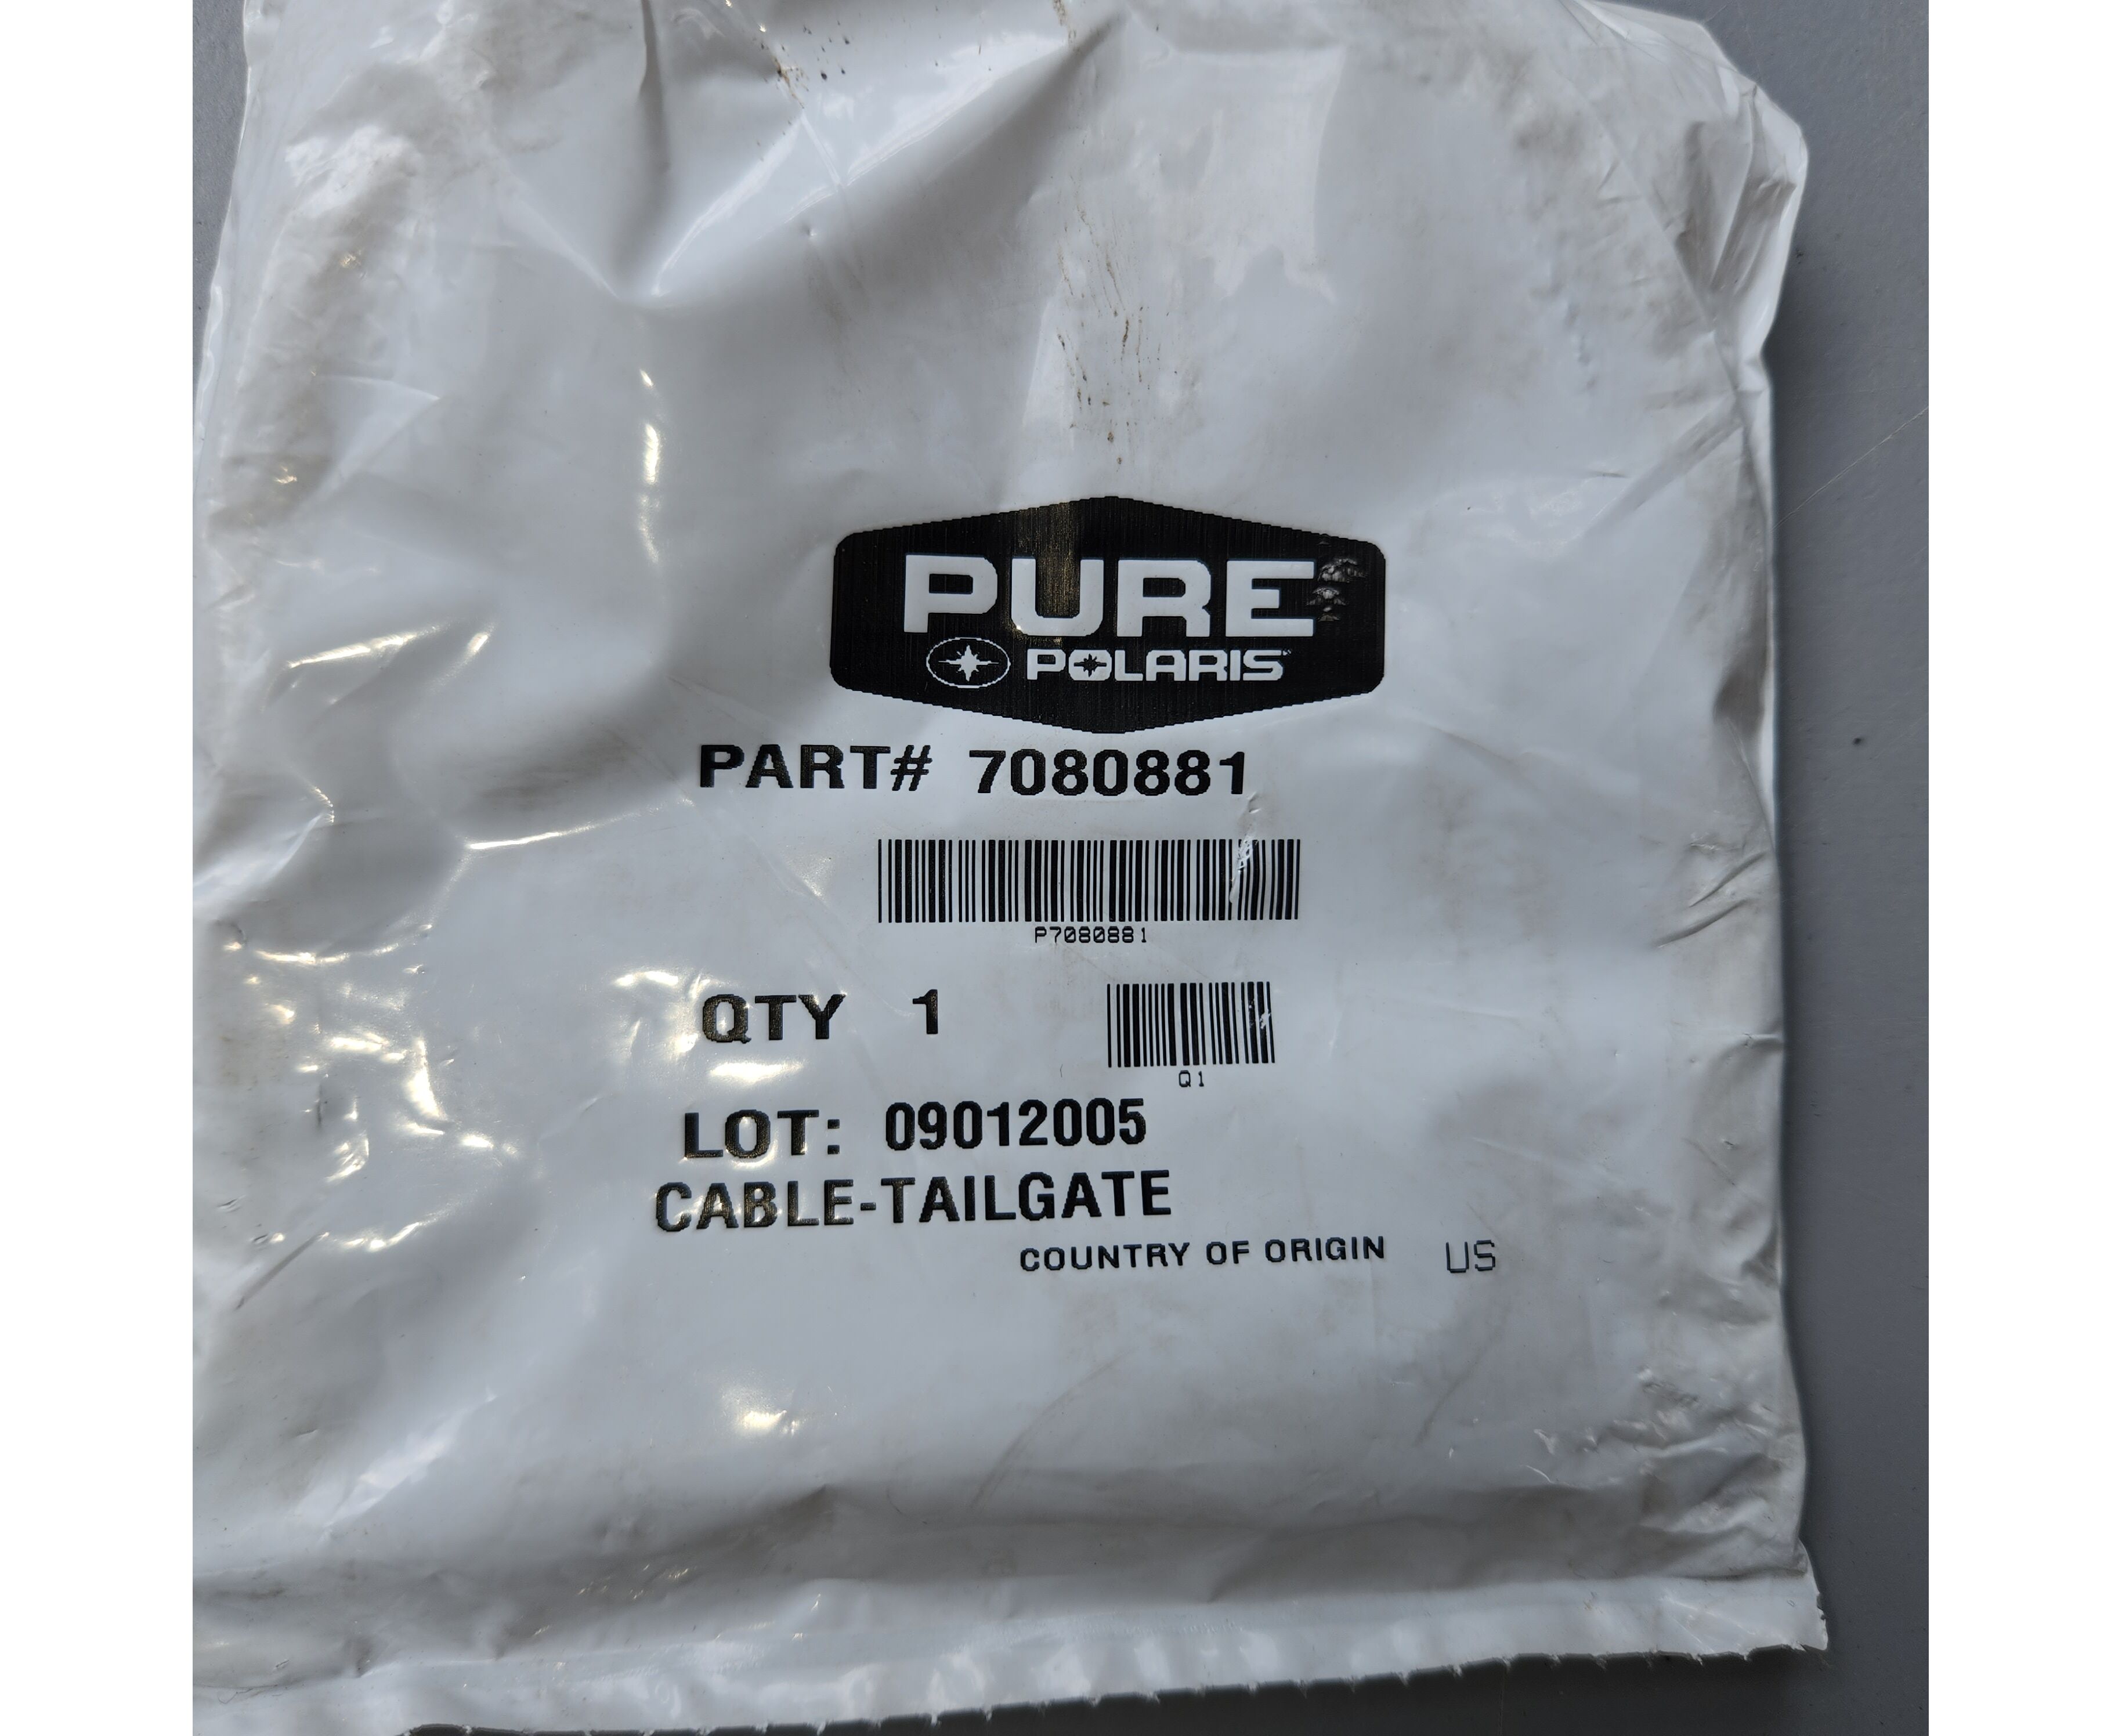 PURE
POLARIS
PART# 7080881
P7080881
QTY 1
Q1
LOT: 09012005
CABLE-TAILGATE
COUNTRY OF ORIGIN US